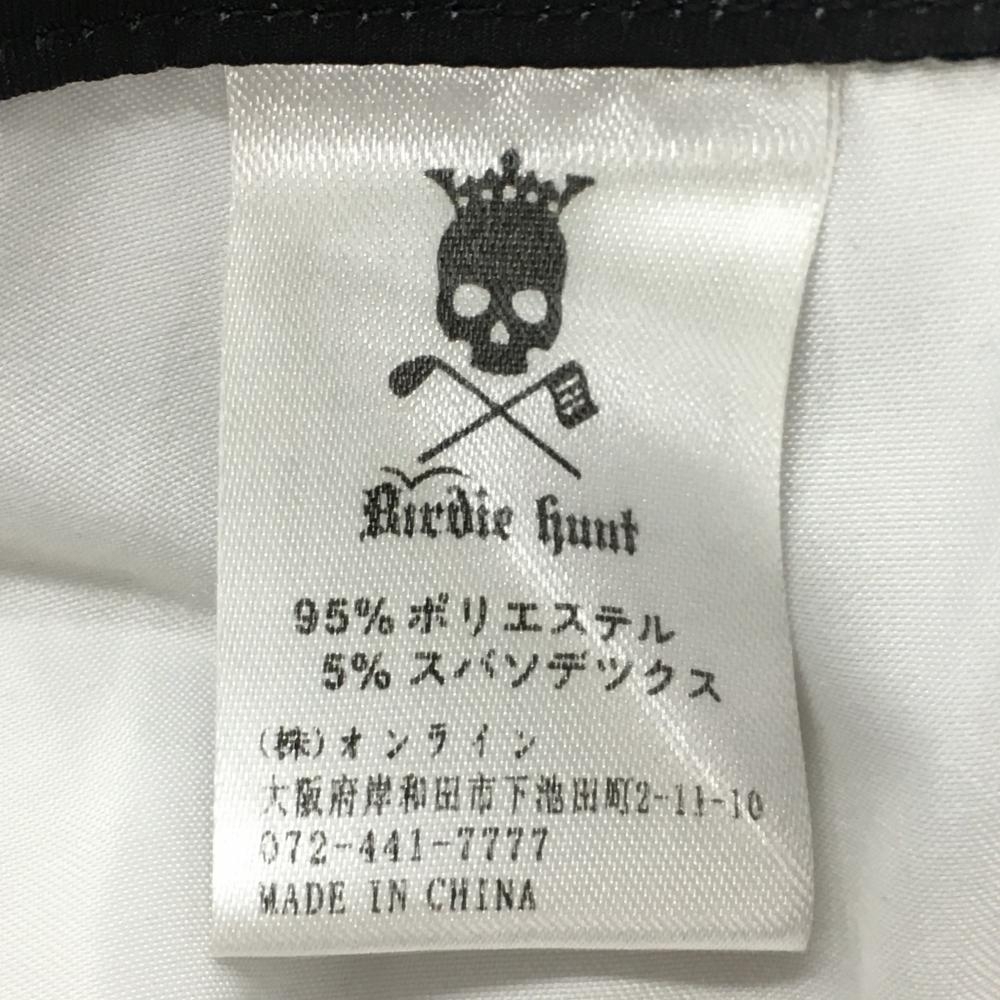 Birdie hunt
95%ポリエステル
5%スパソデツクス
(株)オンライン
大阪府岸和田市下池田町2-11-10
072-441-7777
MADE IN CHINA